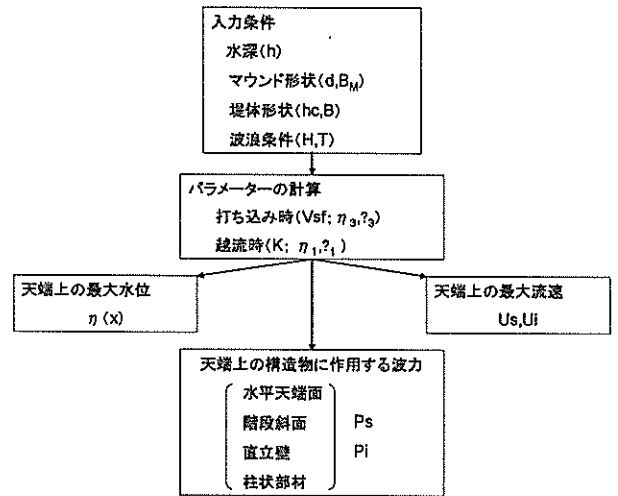 入力条件
水深(h)
マウンド形状(d,BM)
堤体形状(hc,B)
波浪条件(H,T)
パラメーターの計算
打ち込み時(Vsf; η3,?3)
越流時(K; η1,?1)
天端上の最大水位
η(x)
天端上の最大流速
Us,Ui
天端上の構造物に作用する波力
水平天端面
階段斜面 Ps
直立壁 Pi
柱状部材